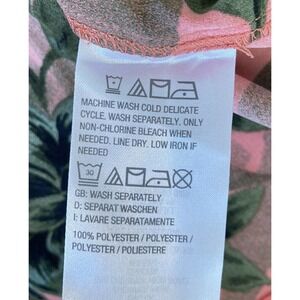 MACHINE WASH COLD DELICATE
CYCLE. WASH SEPARATELY. ONLY
NON-CHLORINE BLEACH WHEN
NEEDED. LINE DRY. LOW IRON IF
NEEDED
30
GB: WASH SEPARATELY
D: SEPARAT WASCHEN
I: LAVARE SEPARATAMENTE
100% POLYESTER / POLYESTER /
POLYESTER / POLIESTERE